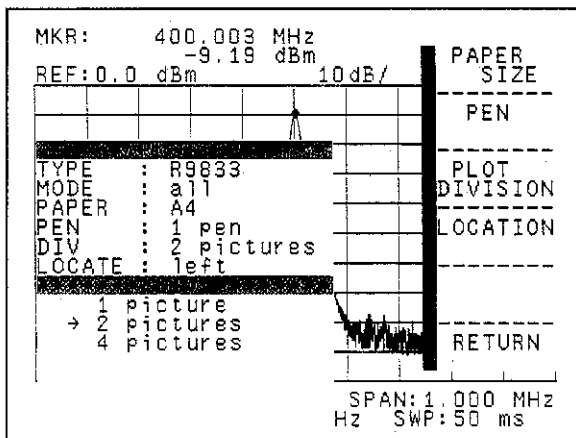 MKR: 400.003 MHz
-9.19 dBm
REF:0.0 dBm 10dB/
TYPE : R9833
MODE : all
PAPER : A4
PEN : 1 pen
DIV : 2 pictures
LOCATE : left
1 picture
→ 2 pictures
4 pictures
SPAN:1.000 MHz
Hz SWP:50 ms
PAPER
SIZE
PEN
PLOT
DIVISION
LOCATION
RETURN